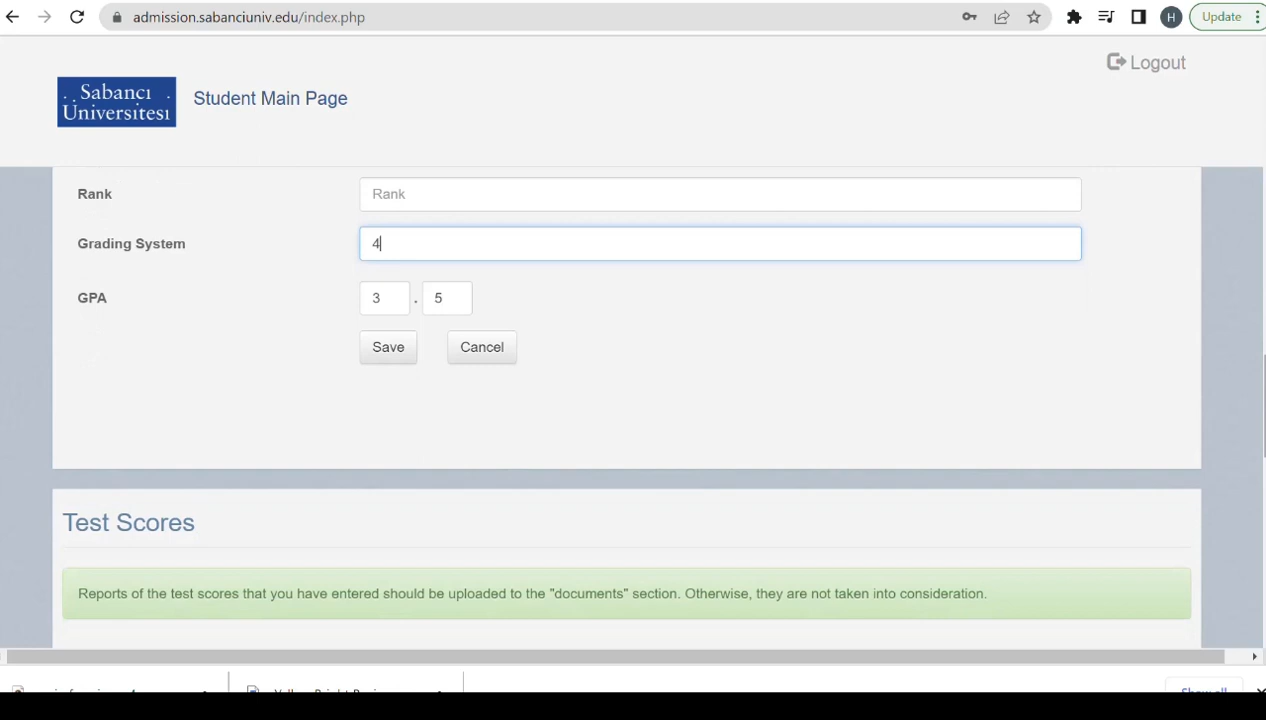 admission.sabanciuniv.edu/index.php
H
Update
Logout
Sabancı
Üniversitesi
Student Main Page
Rank
Rank
Grading System
4
GPA
3 . 5
Save
Cancel
Test Scores
Reports of the test scores that you have entered should be uploaded to the "documents" section. Otherwise, they are not taken into consideration.
Show all